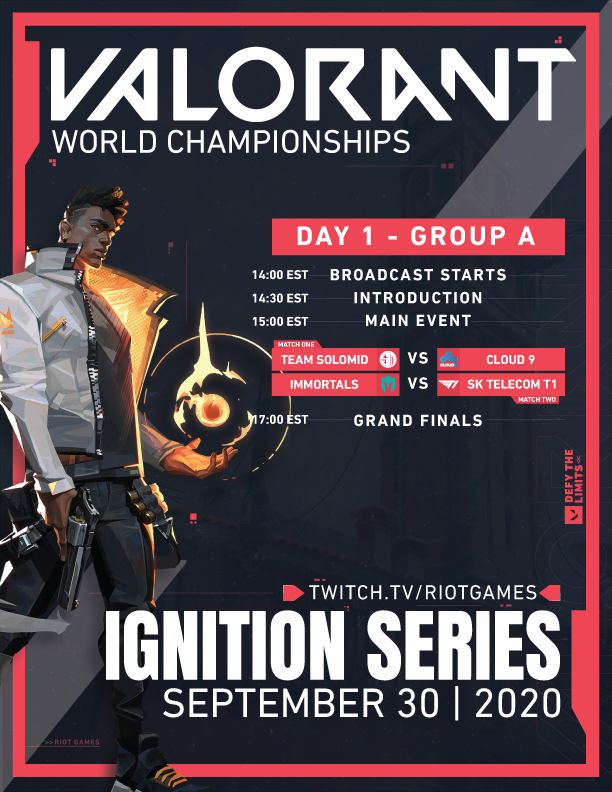 VALORANT
WORLD CHAMPIONSHIPS
DAY 1 - GROUP A
14:00 EST BROADCAST STARTS
14:30 EST INTRODUCTION
15:00 EST MAIN EVENT
MATCH ONE
TEAM SOLOMID VS CLOUD 9
IMMORTALS VS SK TELECOM T1
MATCH TWO
17:00 EST GRAND FINALS
DEFY THE
LIMITS
TWITCH.TV/RIOTGAMES
IGNITION SERIES
SEPTEMBER 30 | 2020
>> RIOT GAMES